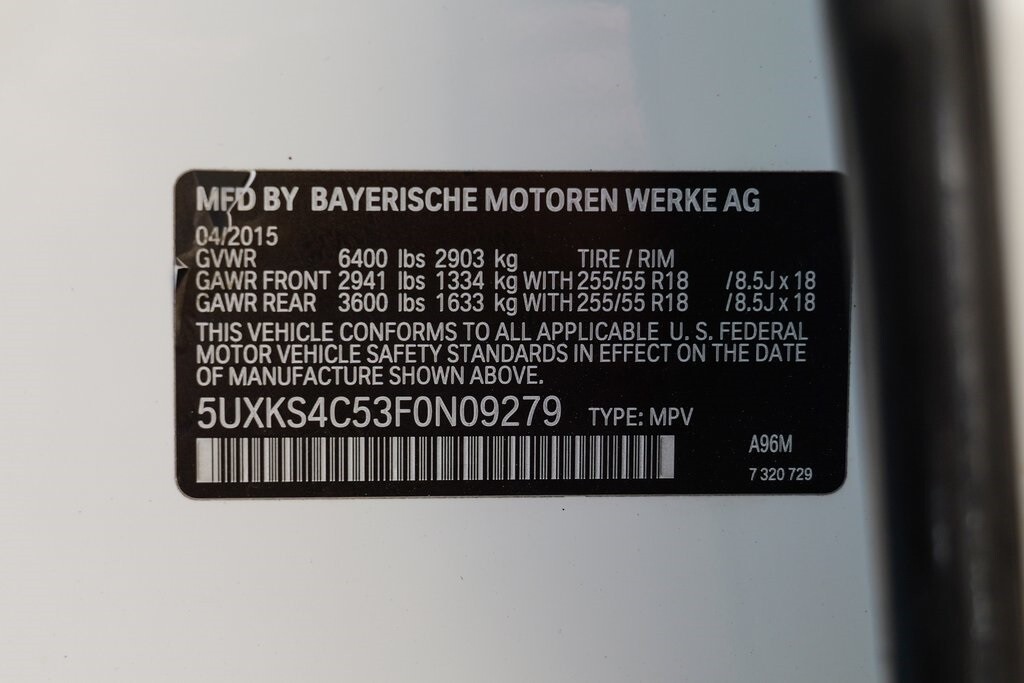 MFD BY BAYERISCHE MOTOREN WERKE AG
04/2015
GVWR 6400 lbs 2903 kg TIRE / RIM
GAWR FRONT 2941 lbs 1334 kg WITH 255/55 R18 /8.5J x 18
GAWR REAR 3600 lbs 1633 kg WITH 255/55 R18 /8.5J x 18
THIS VEHICLE CONFORMS TO ALL APPLICABLE U. S. FEDERAL
MOTOR VEHICLE SAFETY STANDARDS IN EFFECT ON THE DATE
OF MANUFACTURE SHOWN ABOVE.
5UXKS4C53F0N09279 TYPE: MPV
A96M
7 320 729